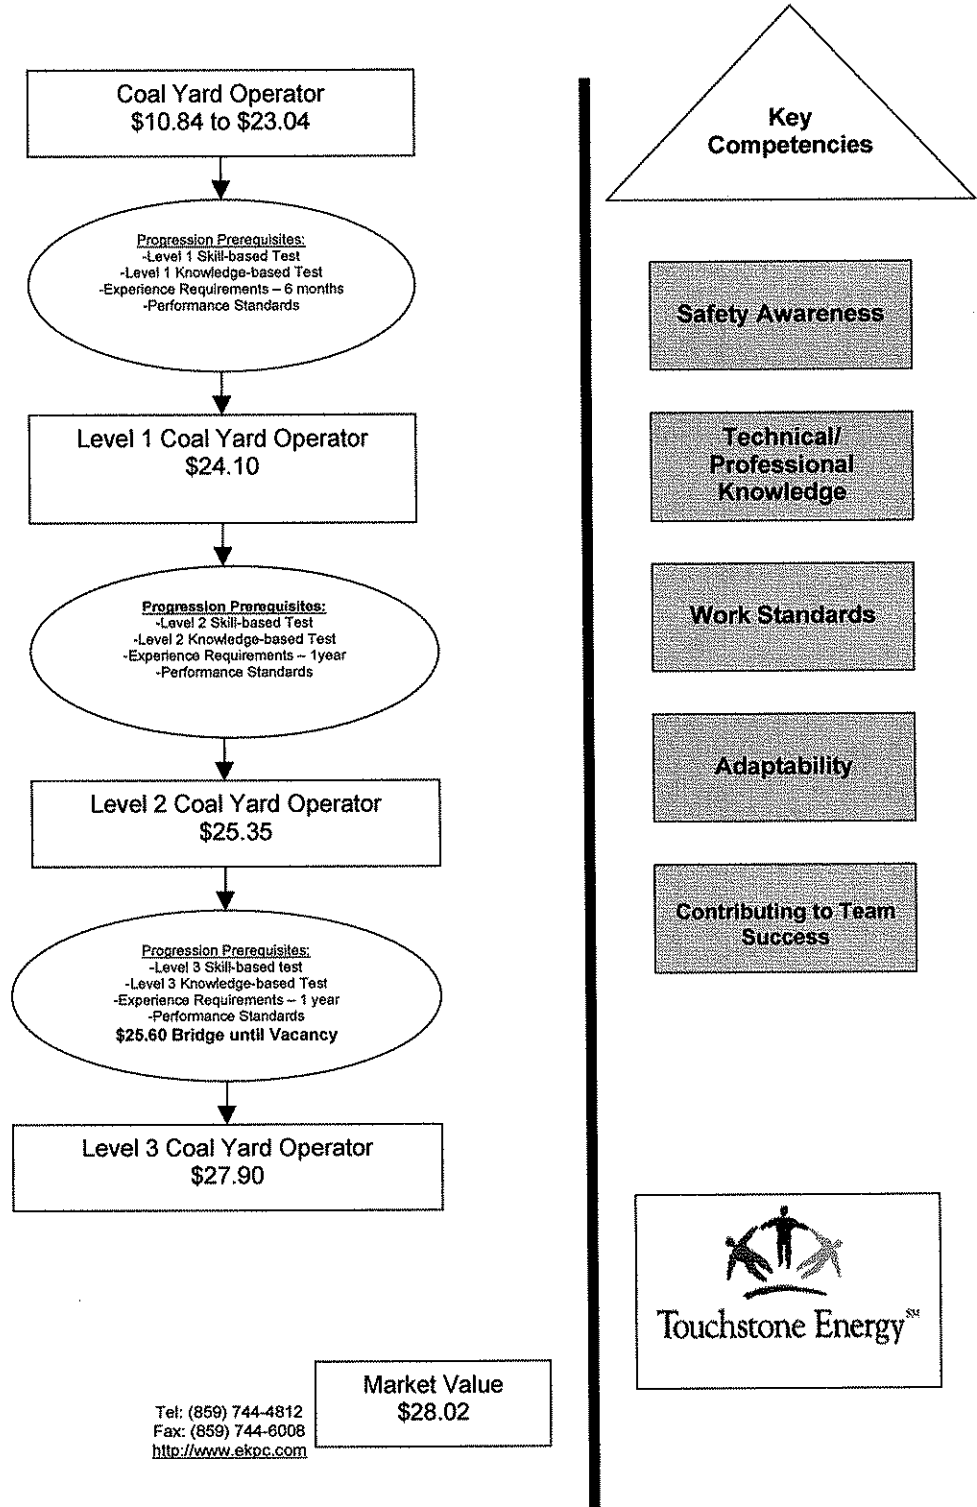 Coal Yard Operator
$10.84 to $23.04
Progression Prerequisites:
-Level 1 Skill-based Test
-Level 1 Knowledge-based Test
-Experience Requirements – 6 months
-Performance Standards
Level 1 Coal Yard Operator
$24.10
Progression Prerequisites:
-Level 2 Skill-based Test
-Level 2 Knowledge-based Test
-Experience Requirements – 1year
-Performance Standards
Level 2 Coal Yard Operator
$25.35
Progression Prerequisites:
-Level 3 Skill-based test
-Level 3 Knowledge-based Test
-Experience Requirements – 1 year
-Performance Standards
$25.60 Bridge until Vacancy
Level 3 Coal Yard Operator
$27.90
Market Value
$28.02
Tel: (859) 744-4812
Fax: (859) 744-6008
http://www.ekpc.com
Key
Competencies
Safety Awareness
Technical/
Professional
Knowledge
Work Standards
Adaptability
Contributing to Team
Success
Touchstone Energy℠